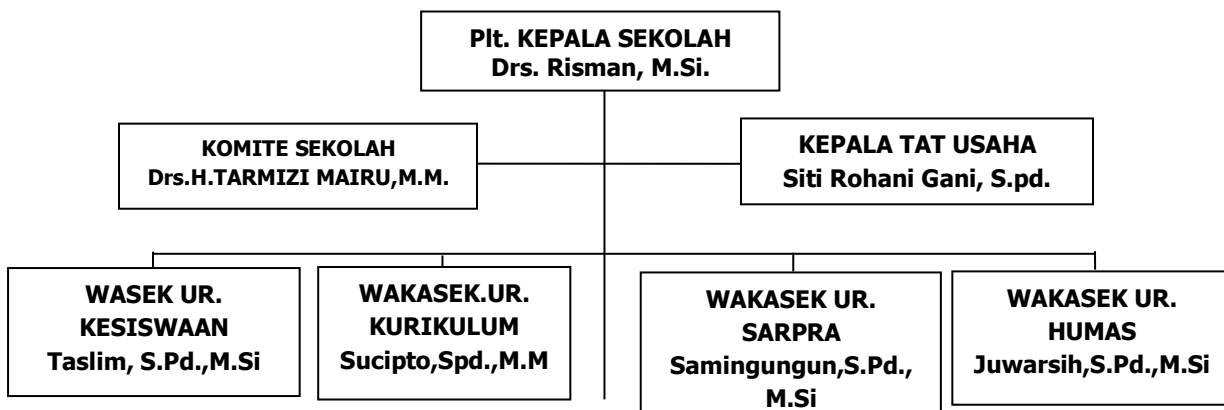 Plt. KEPALA SEKOLAH
Drs. Risman, M.Si.
KOMITE SEKOLAH
Drs.H.TARMIZI MAIRU,M.M.
KEPALA TAT USAHA
Siti Rohani Gani, S.pd.
WASEK UR.
KESISWAAN
Taslim, S.Pd.,M.Si
WAKASEK.UR.
KURIKULUM
Sucipto,Spd.,M.M
WAKASEK UR.
SARPRA
Samingungun,S.Pd.,
M.Si
WAKASEK UR.
HUMAS
Juwarsih,S.Pd.,M.Si